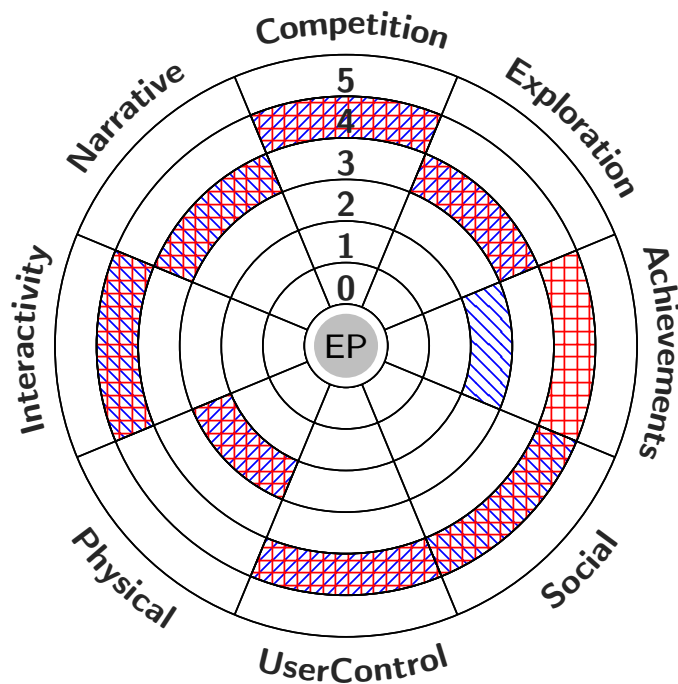 Competition
Narrative
Exploration
5
4
3
2
1
0
EP
Interactivity
Achievements
Physical
Social
UserControl